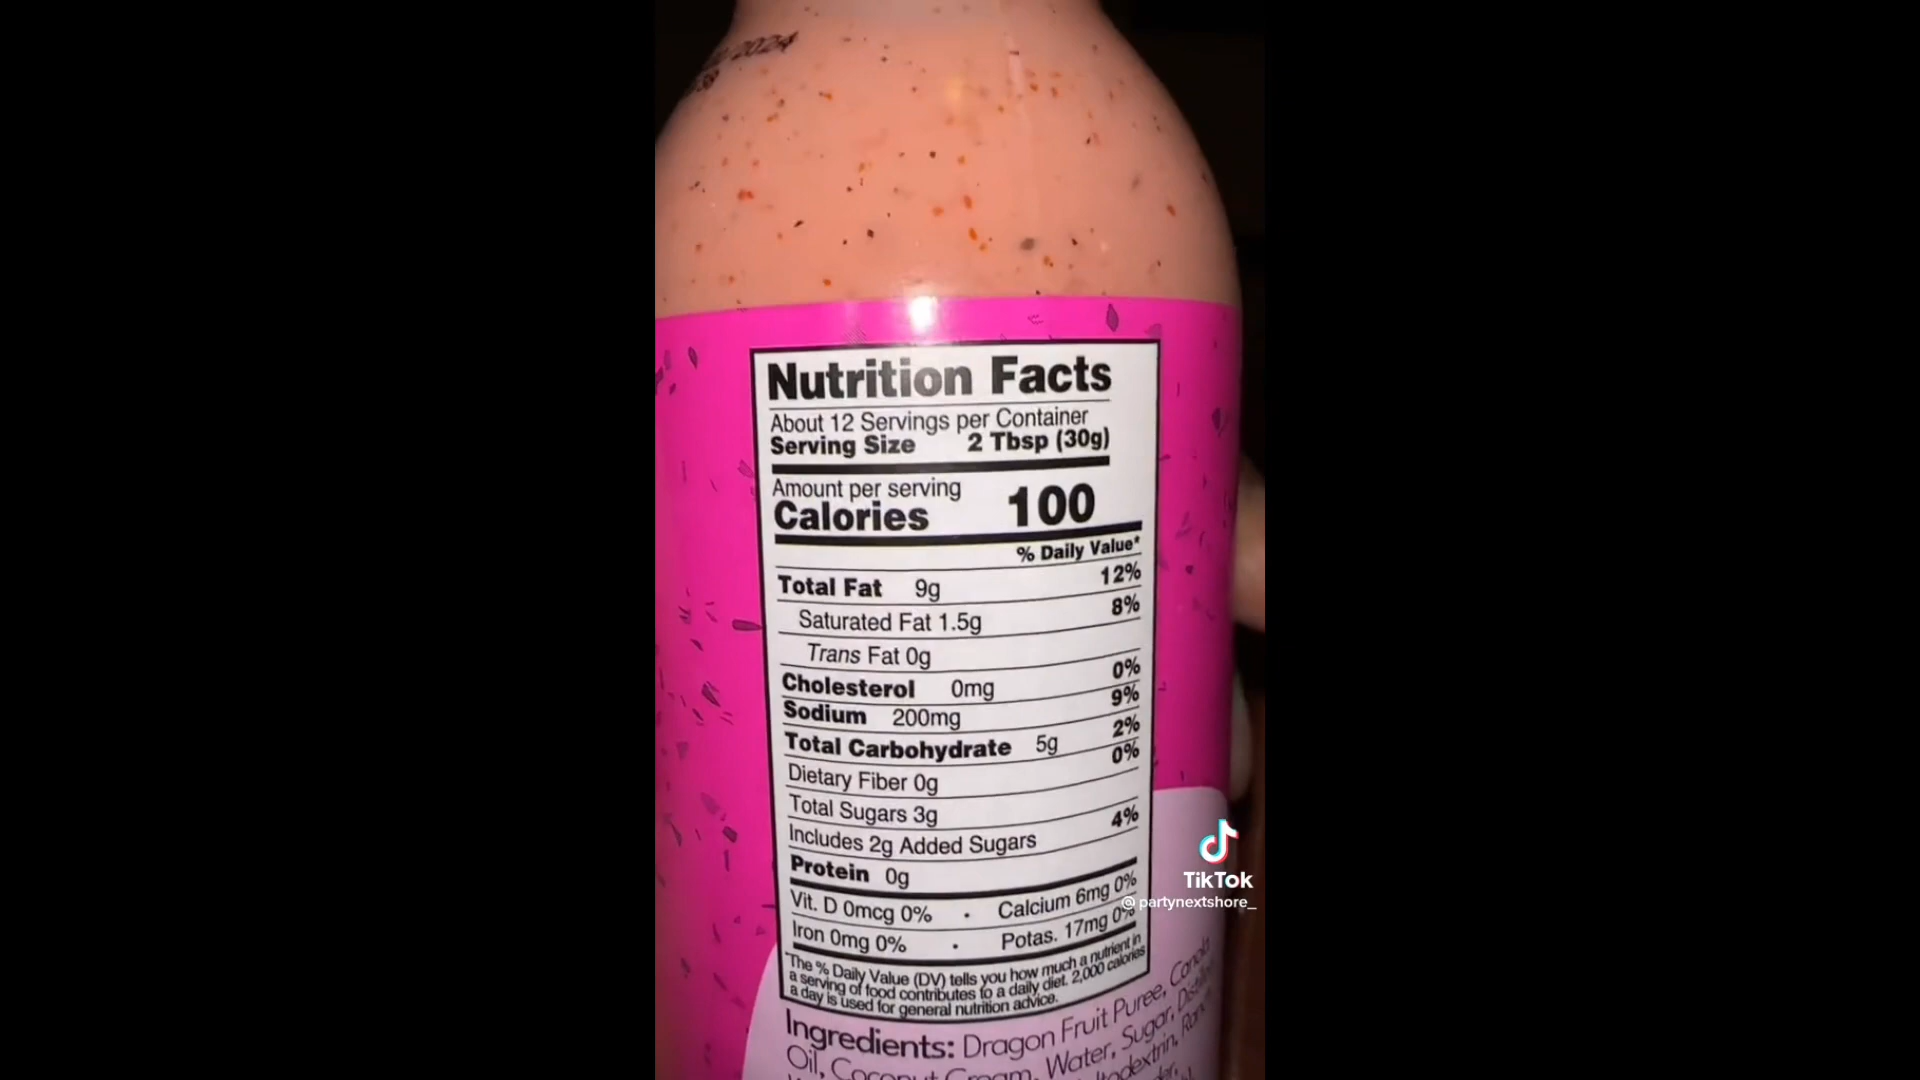 2024
Nutrition Facts
About 12 Servings per Container
Serving Size 2 Tbsp (30g)
Amount per serving
Calories 100
% Daily Value*
Total Fat 9g 12%
Saturated Fat 1.5g 8%
Trans Fat 0g
Cholesterol 0mg 0%
Sodium 200mg 9%
Total Carbohydrate 5g 2%
Dietary Fiber 0g 0%
Total Sugars 3g
Includes 2g Added Sugars 4%
Protein 0g
Vit. D 0mcg 0% • Calcium 6mg 0%
Iron 0mg 0% • Potas. 17mg 0%
*The % Daily Value (DV) tells you how much a nutrient in
a serving of food contributes to a daily diet. 2,000 calories
a day is used for general nutrition advice.
Ingredients: Dragon Fruit Puree, Canola
Oil, Coconut Cream, Water, Sugar,
TikTok
@partynextshore_